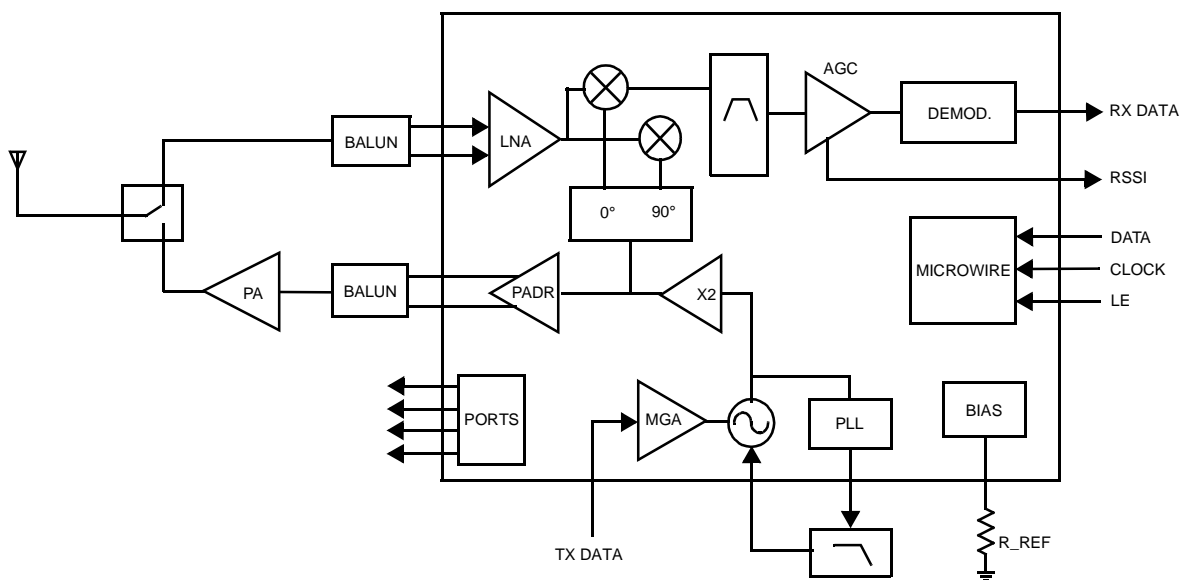 AGC
BALUN
LNA
DEMOD.
RX DATA
RSSI
0°
90°
DATA
MICROWIRE
CLOCK
LE
PA
BALUN
PADR
X2
PORTS
MGA
PLL
BIAS
TX DATA
R_REF